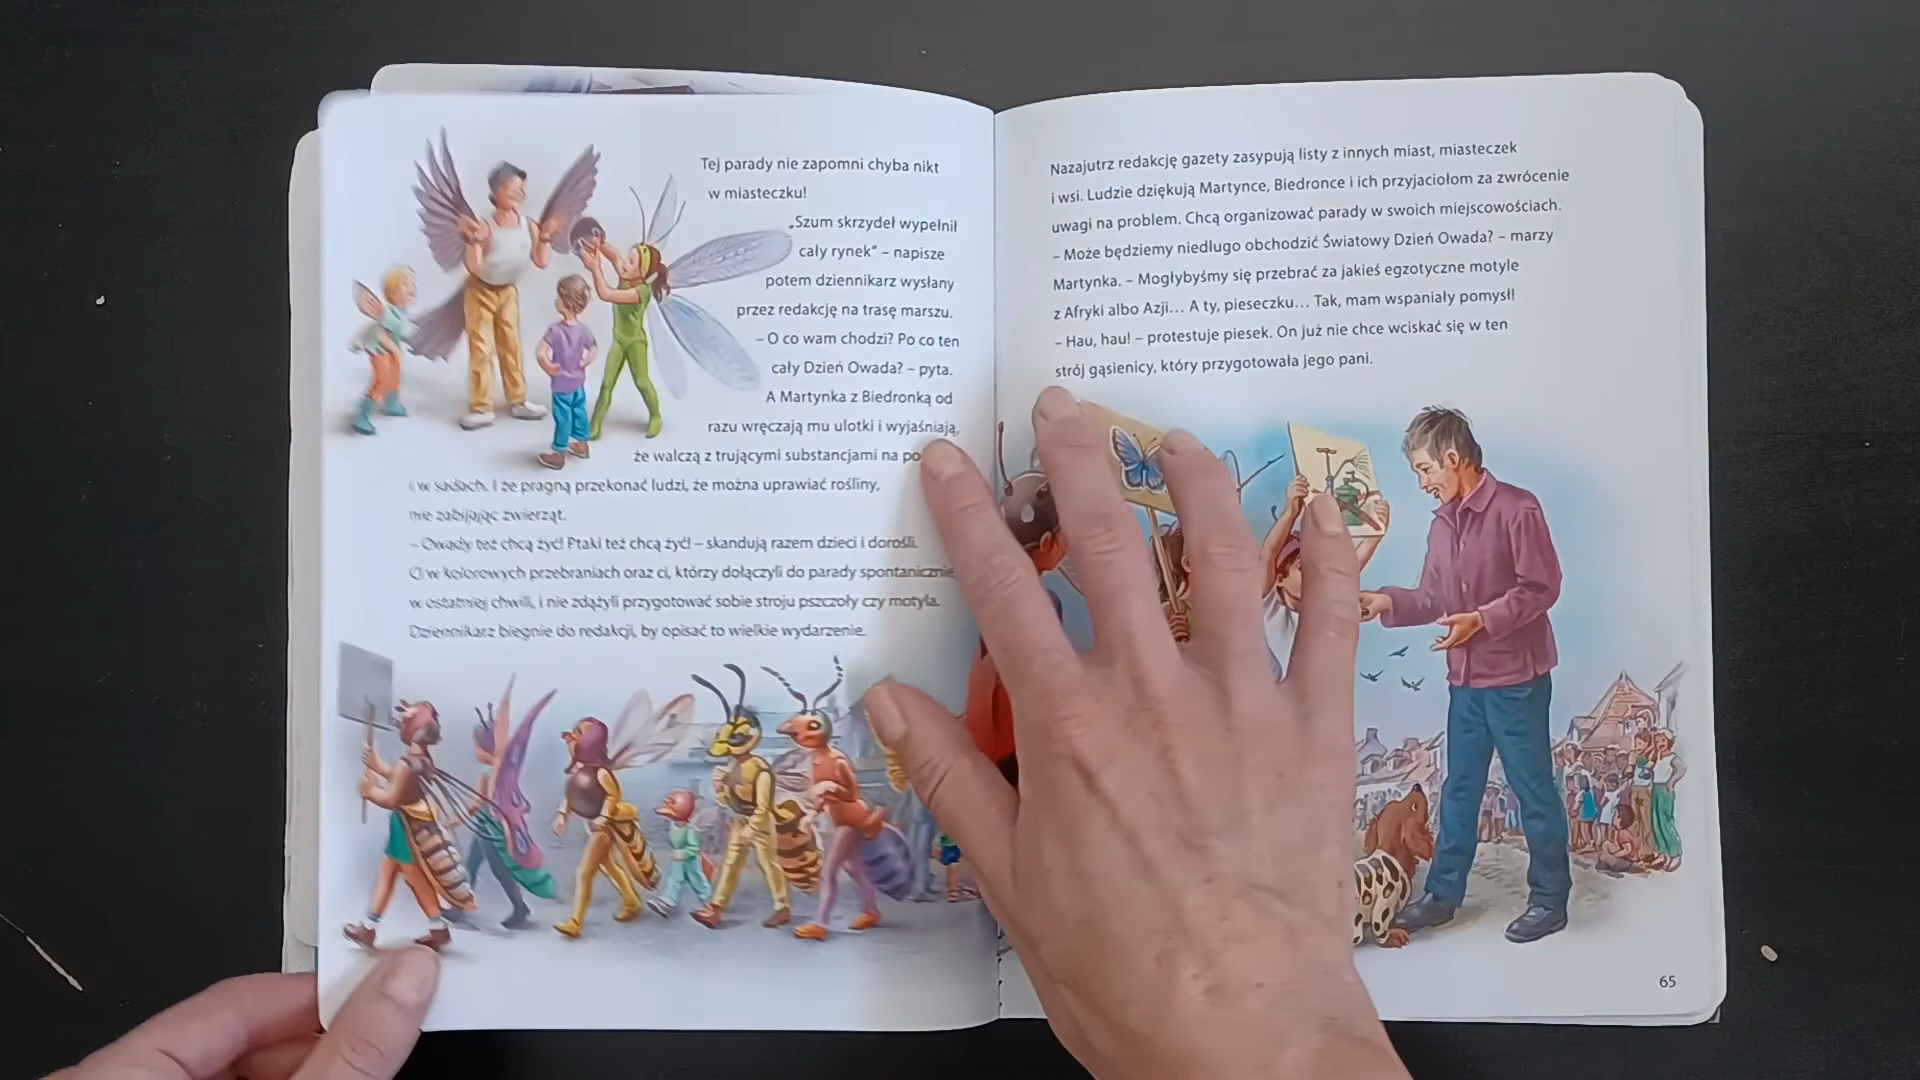 Tej parady nie zapomni chyba nikt
w miasteczku!
„Szum skrzydeł wypełnił
cały rynek” – napisze
potem dziennikarz wysłany
przez redakcję na trasę marszu.
– O co wam chodzi? Po co ten
cały Dzień Owada? – pyta.
A Martynka z Biedronką od
razu wręczają mu ulotki i wyjaśniają,
że walczą z trującymi substancjami na po
i w sadach. I że pragną przekonać ludzi, że można uprawiać rośliny,
nie zabijając zwierząt.
– Owady też chcą żyć! Ptaki też chcą żyć! – skandują razem dzieci i dorośli.
Ci w kolorowych przebraniach oraz ci, którzy dołączyli do parady spontanicznie,
w ostatniej chwili, i nie zdążyli przygotować sobie stroju pszczoły czy motyla.
Dziennikarz biegnie do redakcji, by opisać to wielkie wydarzenie.
Nazajutrz redakcję gazety zasypują listy z innych miast, miasteczek
i wsi. Ludzie dziękują Martynce, Biedronce i ich przyjaciołom za zwrócenie
uwagi na problem. Chcą organizować parady w swoich miejscowościach.
– Może będziemy niedługo obchodzić Światowy Dzień Owada? – marzy
Martynka. – Mogłybyśmy się przebrać za jakieś egzotyczne motyle
z Afryki albo Azji... A ty, pieseczku... Tak, mam wspaniały pomysł!
– Hau, hau! – protestuje piesek. On już nie chce wciskać się w ten
strój gąsienicy, który przygotowała jego pani.
65